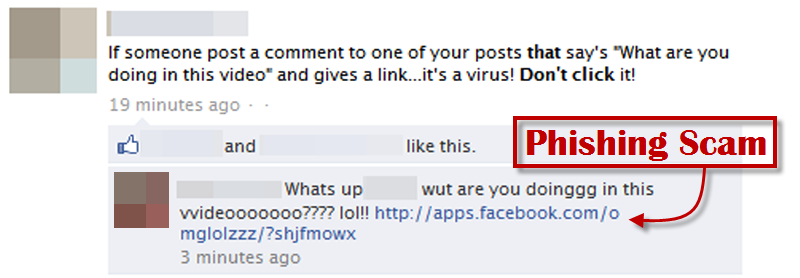 If someone post a comment to one of your posts that say's "What are you
doing in this video" and gives a link...it's a virus! Don't click it!
19 minutes ago · ·
and like this.
Phishing Scam
Whats up wut are you doinggg in this
vvideooooooo???? lol!! http://apps.facebook.com/o
mglolzzz/?shjfmowx
3 minutes ago